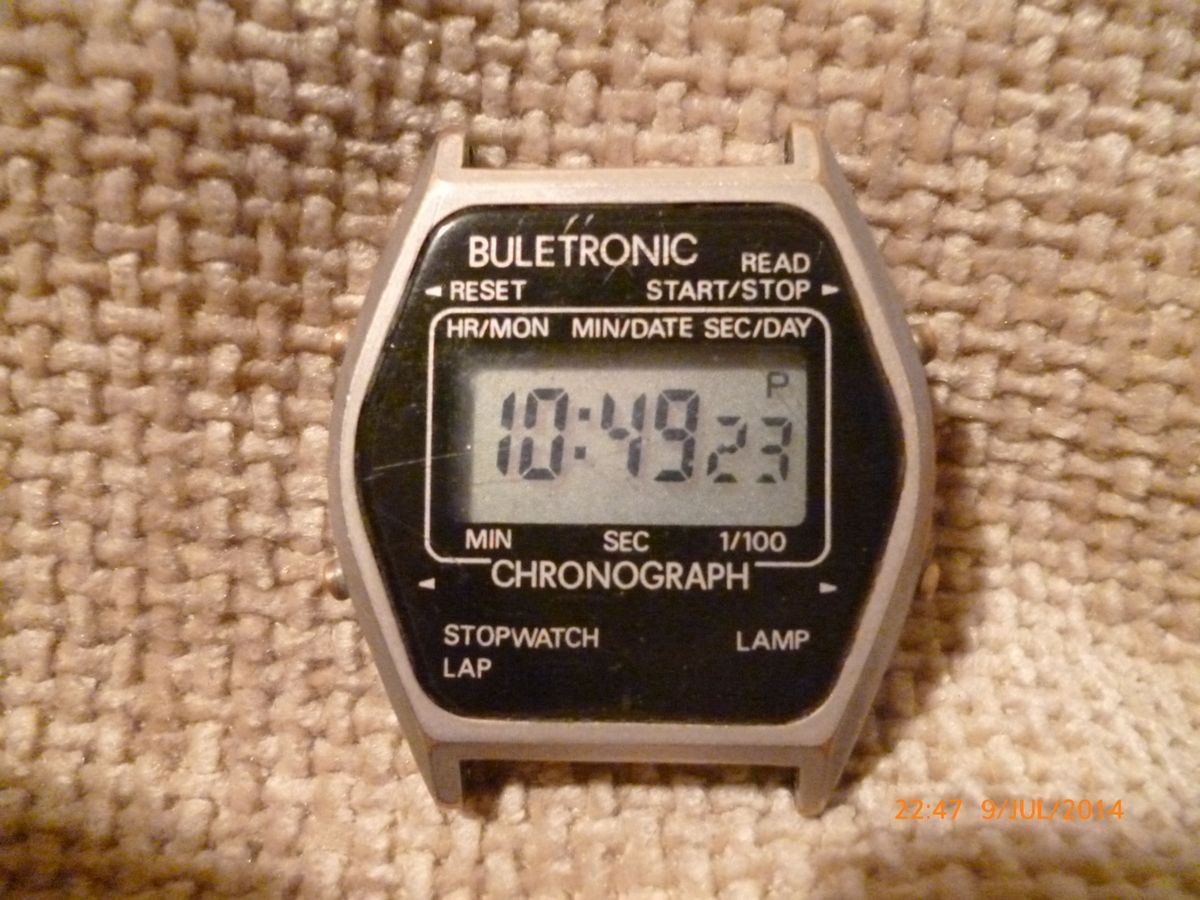 BULETRONIC
READ
RESET START/STOP
HR/MON MIN/DATE SEC/DAY
P
10:49 23
MIN SEC 1/100
CHRONOGRAPH
STOPWATCH LAMP
LAP
22:47 9/JUL/2014